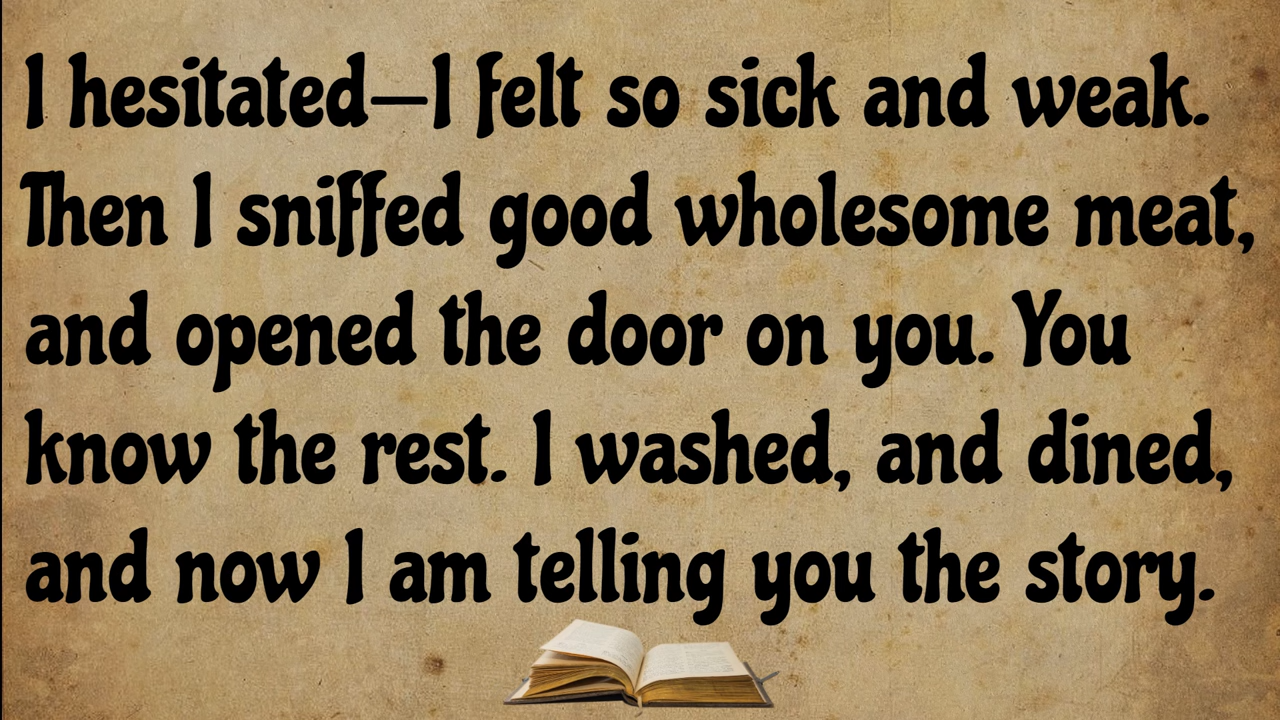 I hesitated—I felt so sick and weak.
Then I sniffed good wholesome meat,
and opened the door on you. You
know the rest. I washed, and dined,
and now I am telling you the story.